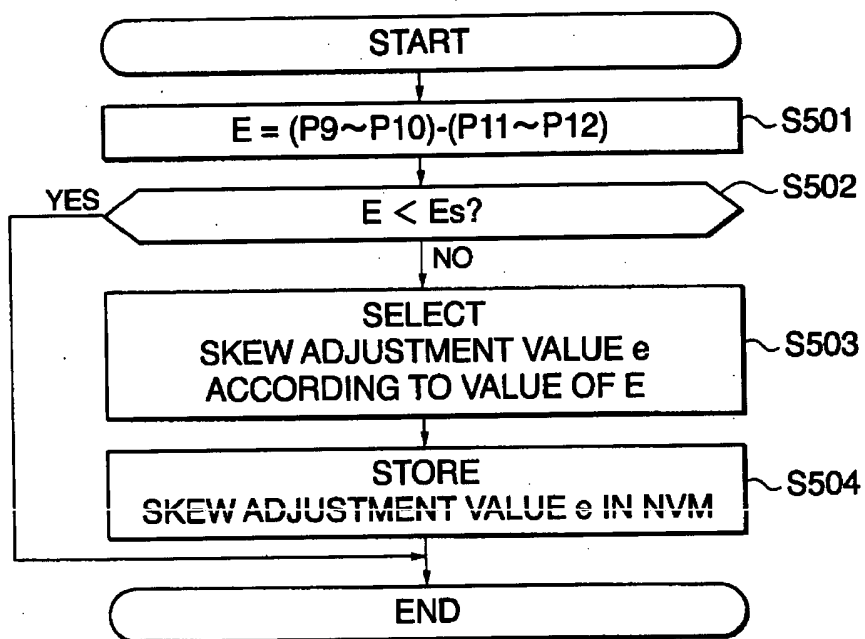 START
E = (P9~P10)-(P11~P12)
S501
E < Es?
S502
YES
NO
SELECT
SKEW ADJUSTMENT VALUE e
ACCORDING TO VALUE OF E
S503
STORE
SKEW ADJUSTMENT VALUE e IN NVM
S504
END